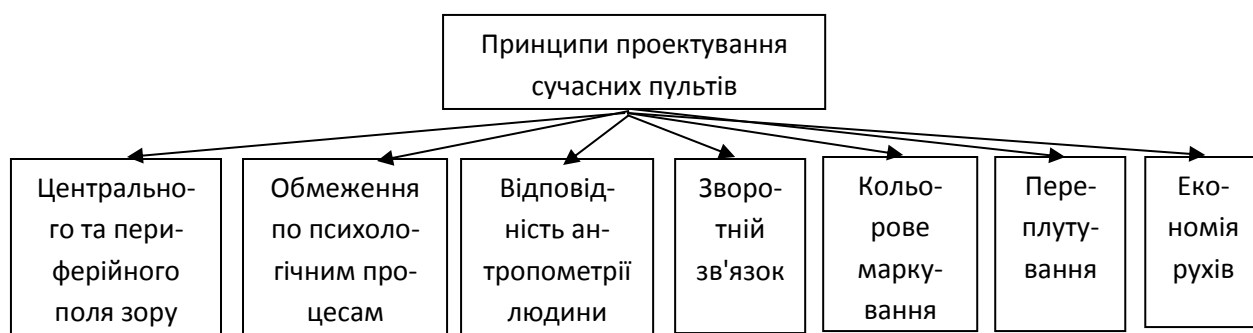 Принципи проектування
сучасних пультів
Центрально-
го та пери-
ферійного
поля зору
Обмеження
по психоло-
гічним про-
цесам
Відповід-
ність ан-
тропометрії
людини
Зворо-
тній
зв'язок
Кольо-
рове
марку-
вання
Пере-
плуту-
вання
Еко-
номія
рухів